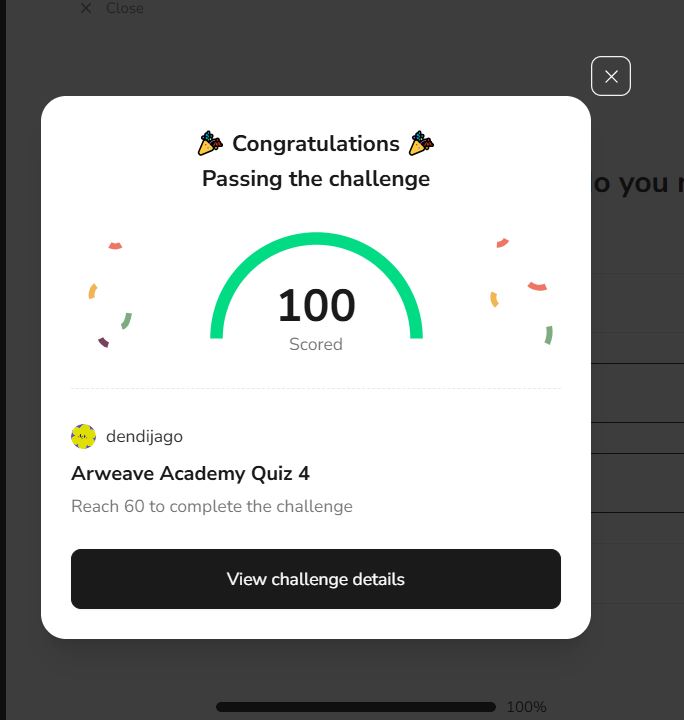 Close
Congratulations
Passing the challenge
o you
100
Scored
dendijago
Arweave Academy Quiz 4
Reach 60 to complete the challenge
View challenge details
100%